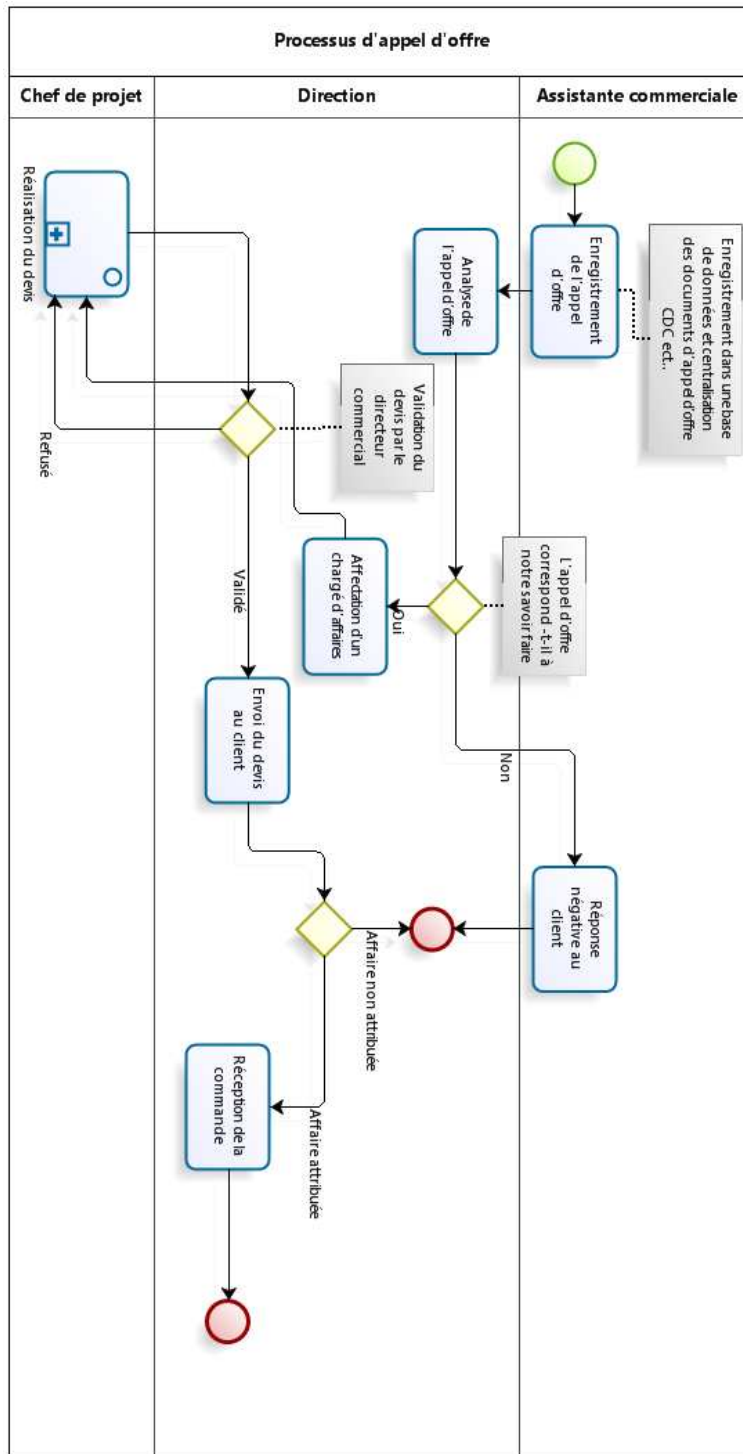 Processus d'appel d'offre
Chef de projet
Direction
Assistante commerciale
Enregistrement dans une base
de données et centralisation
des documents d'appel d'offre
CDC ect..
Enregistrement
de l'appel
d'offre
Analyse de
l'appel d'offre
Réalisation du devis
Validation du
devis par le
directeur
commercial
Refusé
L'appel d'offre
correspond -t-il à
notre savoir faire
Oui
Affectation d'un
chargé d'affaires
Validé
Non
Envoi du devis
au client
Réponse
négative au
client
Affaire non attribuée
Affaire attribuée
Réception de la
commande